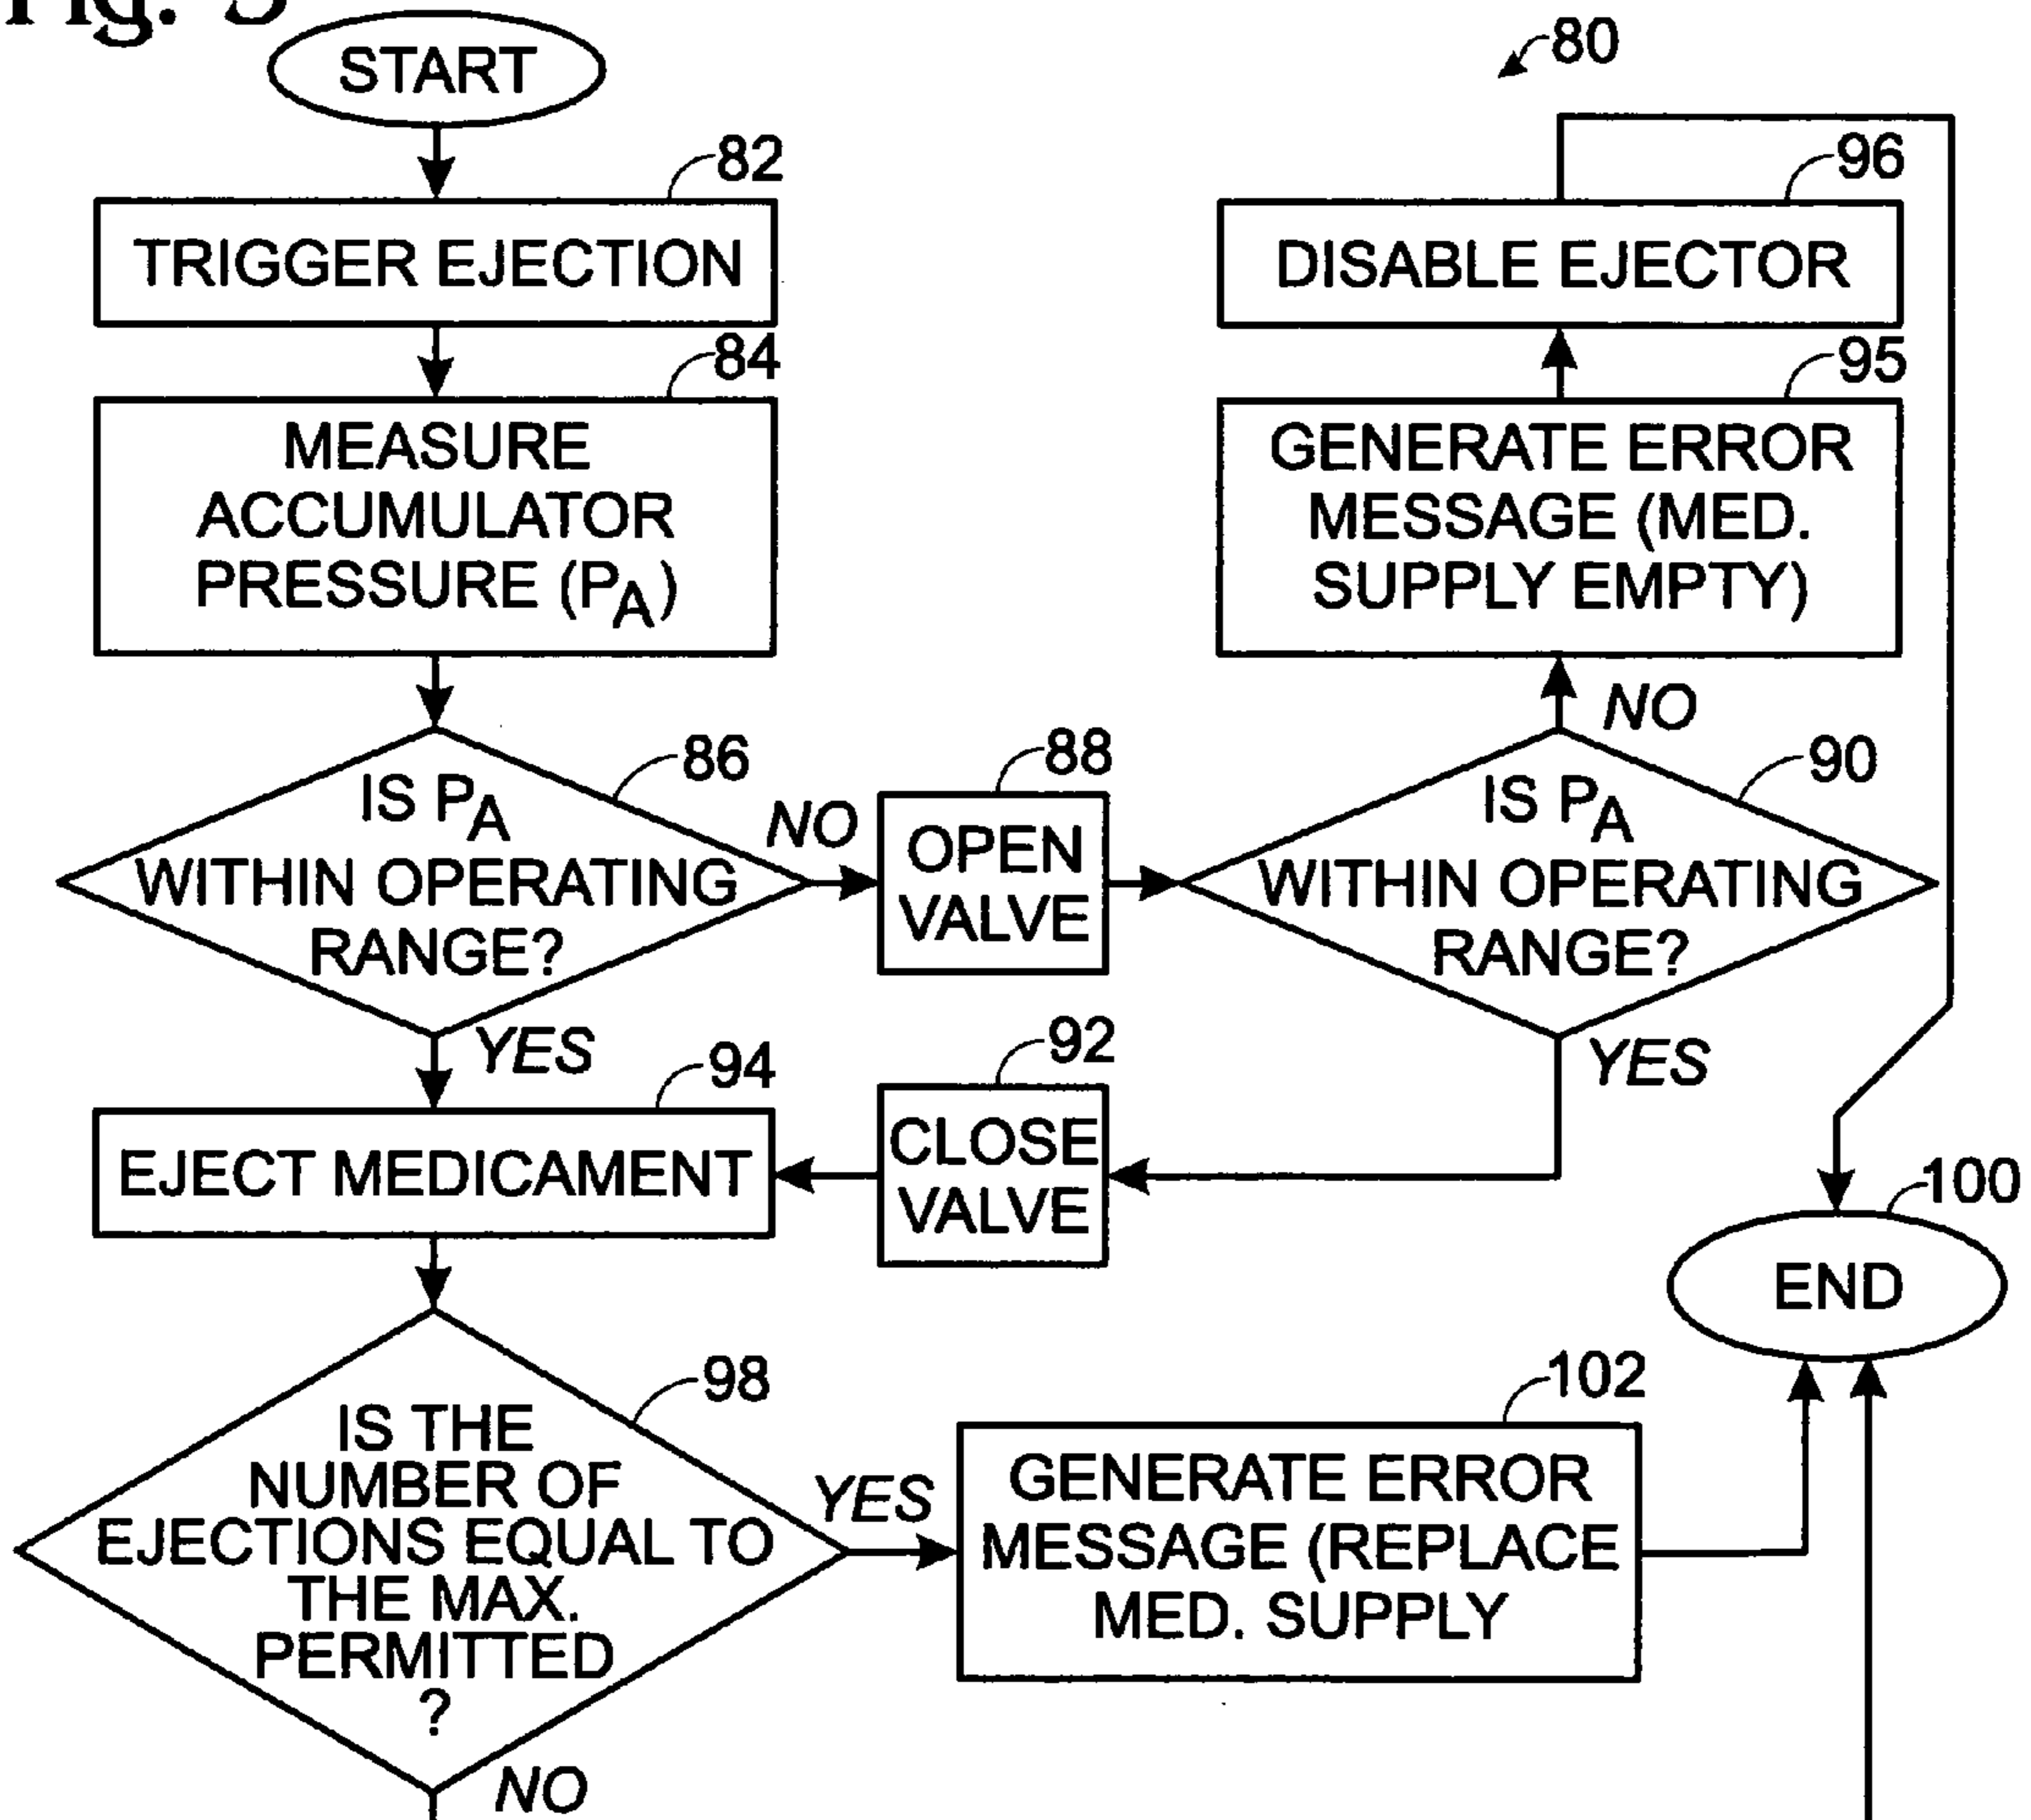 Fig.
START
80
82
TRIGGER EJECTION
96
DISABLE EJECTOR
84
MEASURE
ACCUMULATOR
PRESSURE (PA)
95
GENERATE ERROR
MESSAGE (MED.
SUPPLY EMPTY)
86
IS PA
WITHIN OPERATING
RANGE?
NO
88
OPEN
VALVE
NO
90
IS PA
WITHIN OPERATING
RANGE?
YES
94
EJECT MEDICAMENT
92
CLOSE
VALVE
YES
100
END
98
IS THE
NUMBER OF
EJECTIONS EQUAL TO
THE MAX.
PERMITTED
?
YES
102
GENERATE ERROR
MESSAGE (REPLACE
MED. SUPPLY
NO